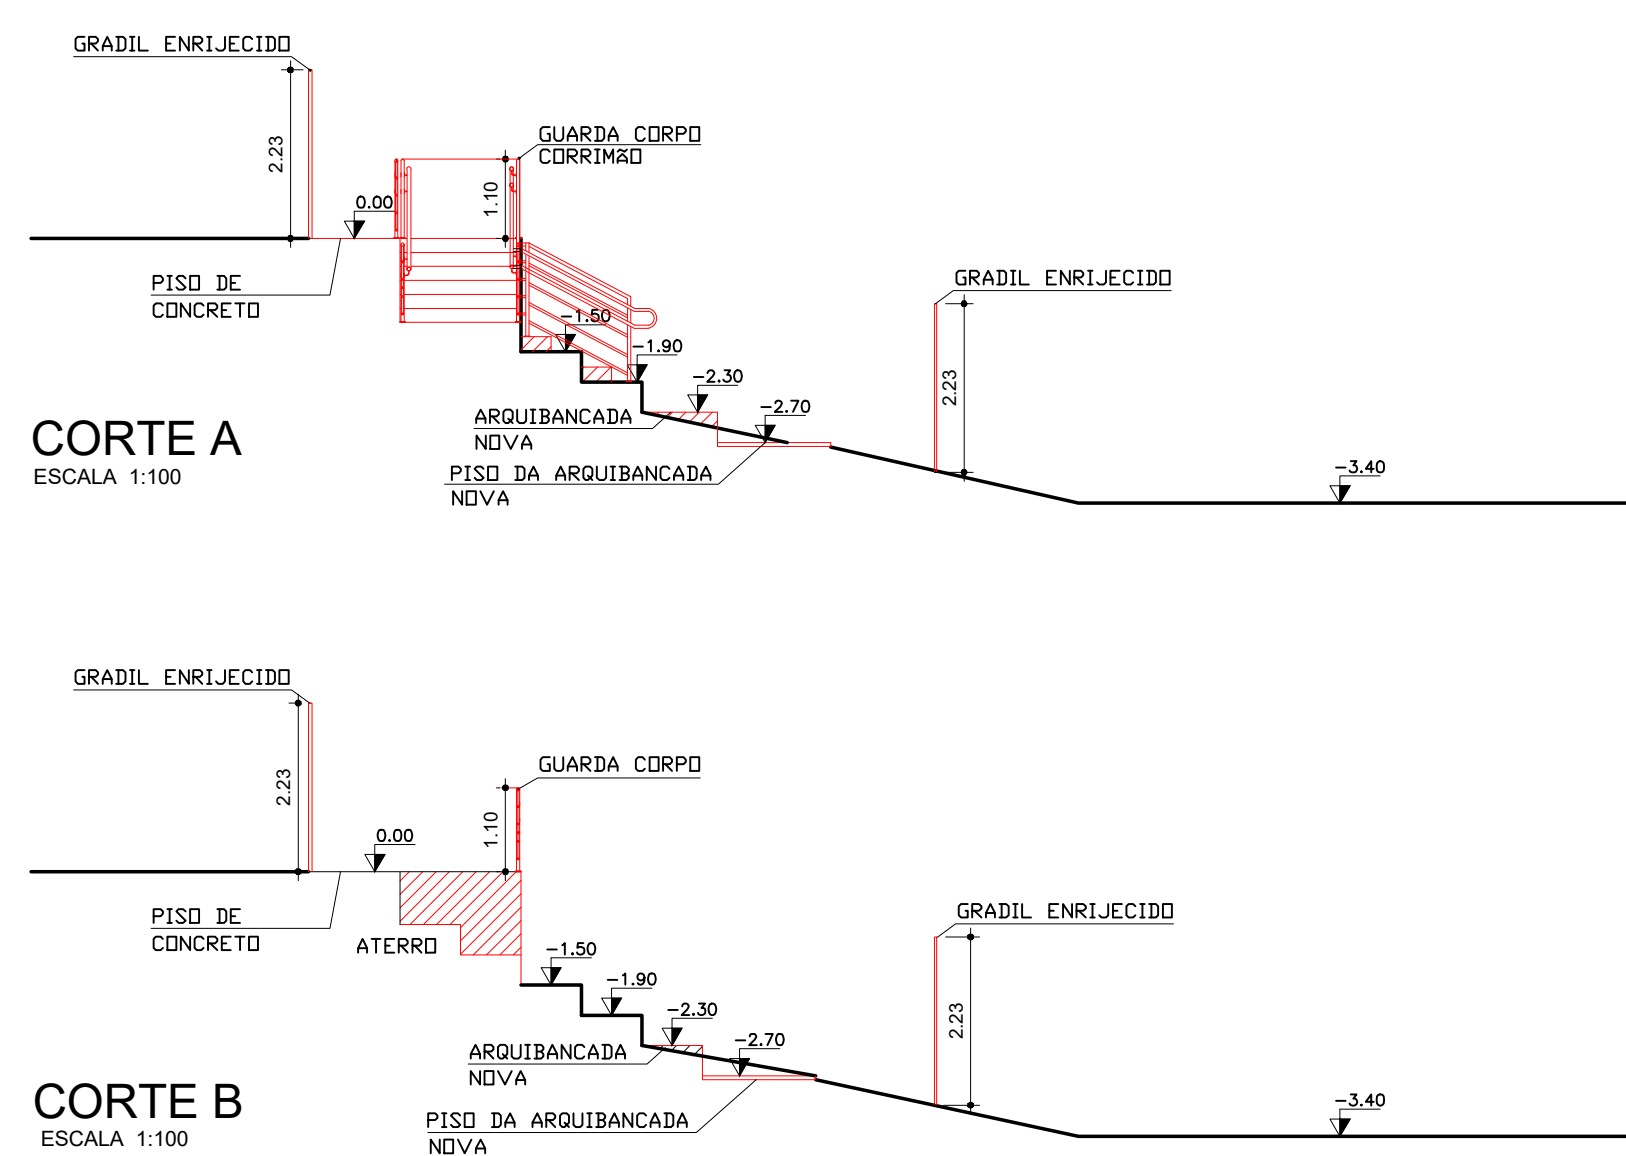 GRADIL ENRIJECIDO
2.23
GUARDA CORPO
CORRIMÃO
1.10
0.00
PISO DE
CONCRETO
GRADIL ENRIJECIDO
2.23
-1.50
-1.90
-2.30
-2.70
ARQUIBANCADA
NOVA
PISO DA ARQUIBANCADA
NOVA
-3.40
CORTE A
ESCALA 1:100
GRADIL ENRIJECIDO
2.23
GUARDA CORPO
1.10
0.00
PISO DE
CONCRETO
ATERRO
GRADIL ENRIJECIDO
2.23
-1.50
-1.90
-2.30
-2.70
ARQUIBANCADA
NOVA
PISO DA ARQUIBANCADA
NOVA
-3.40
CORTE B
ESCALA 1:100